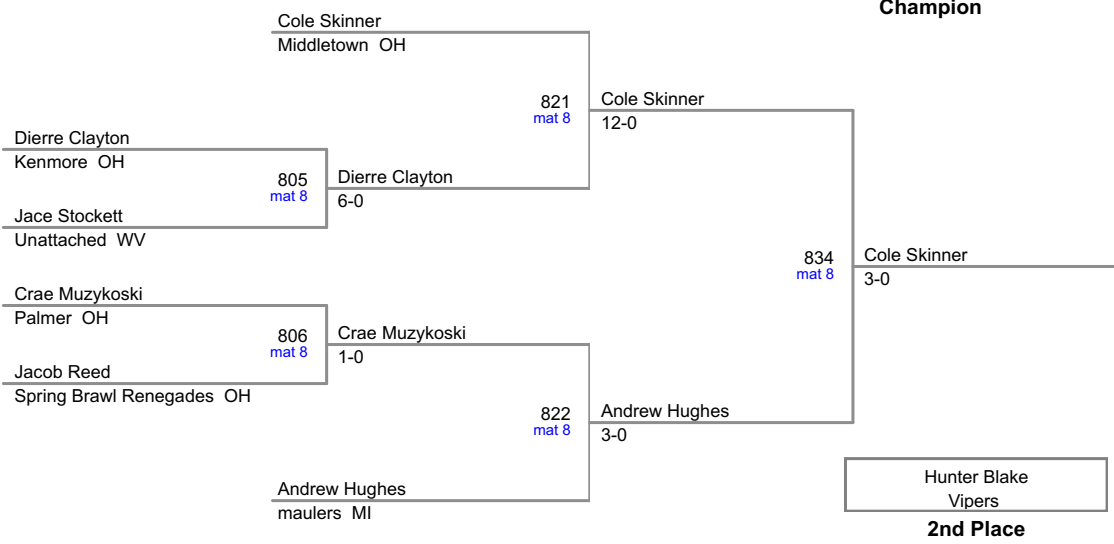 Champion
Cole Skinner
Middletown OH
821
mat 8
Cole Skinner
12-0
Dierre Clayton
Kenmore OH
805
mat 8
Dierre Clayton
6-0
Jace Stockett
Unattached WV
834
mat 8
Cole Skinner
3-0
Crae Muzykoski
Palmer OH
806
mat 8
Crae Muzykoski
1-0
Jacob Reed
Spring Brawl Renegades OH
822
mat 8
Andrew Hughes
3-0
Andrew Hughes
maulers MI
Hunter Blake
Vipers
2nd Place